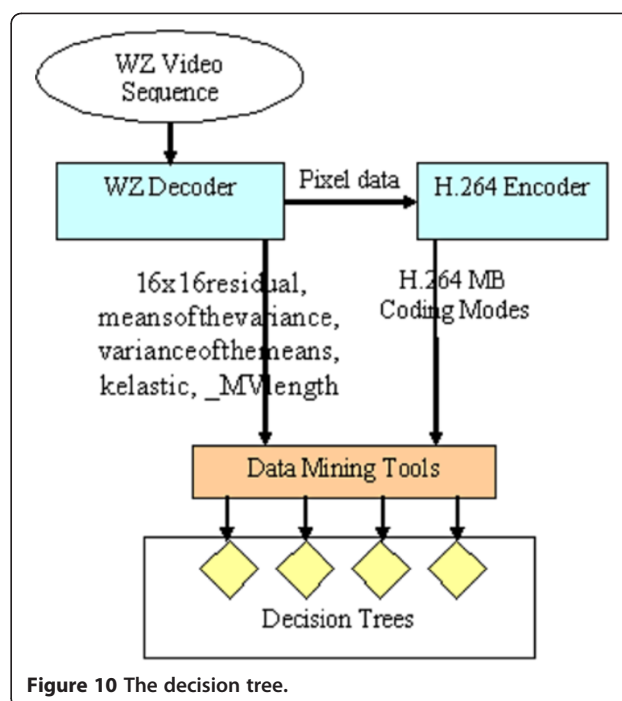 WZ Video
Sequence
WZ Decoder
Pixel data
H.264 Encoder
16x16residual,
meansofthevariance,
varianceofthemeans,
kelastic, _MVlength
H.264 MB
Coding Modes
Data Mining Tools
Decision Trees
Figure 10 The decision tree.